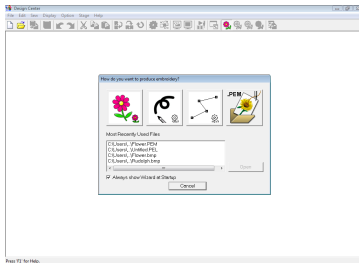 Design Center
File Edit Sew Display Option Stage Help
How do you want to produce embroidery?
.PEM
Most Recently Used Files
C:\Users\..\Flower.PEM
C:\Users\..\Untitled.PEL
C:\Users\..\Flower.bmp
C:\Users\..\Rudolph.bmp
Open
Always show Wizard at Startup
Cancel
Press 'F1' for Help.